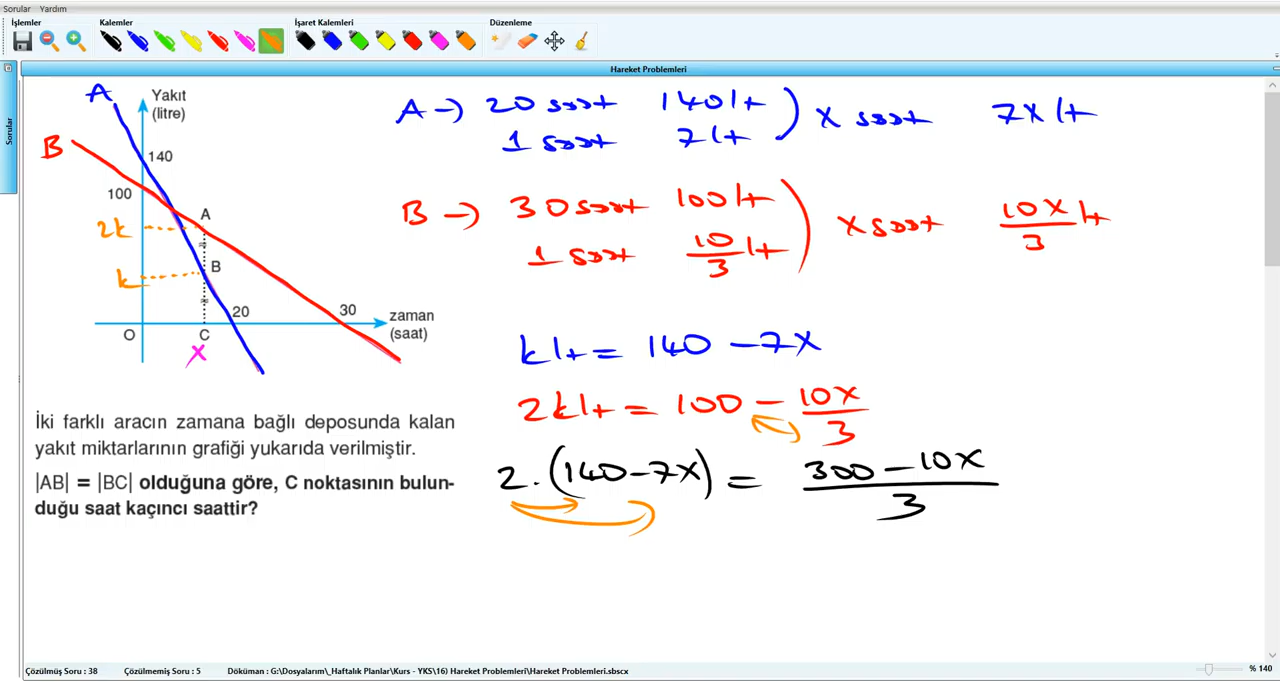 Sorular Yardım
İşlemler Kalemler İşaret Kalemleri Düzenleme
Hareket Problemleri
Sorular
A
Yakıt
(litre)
B
140
100
2k
k
A
B
20
30
zaman
(saat)
O
C
x
İki farklı aracın zamana bağlı deposunda kalan
yakıt miktarlarının grafiği yukarıda verilmiştir.
|AB| = |BC| olduğuna göre, C noktasının bulun-
duğu saat kaçıncı saattir?
A → 20 saat 140 lt ) x saat 7x lt
1 saat 7 lt
B → 30 saat 100 lt ) x saat 10x/3 lt
1 saat 10/3 lt
k lt = 140 - 7x
2k lt = 100 - 10x/3
2.(140-7x) = 300-10x/3
Çözülmüş Soru : 38 Çözülmemiş Soru : 5 Döküman : G:\Dosyalarım\_Haftalık Planlar\Kurs - YKS\16) Hareket Problemleri\Hareket Problemleri.sbscx % 140